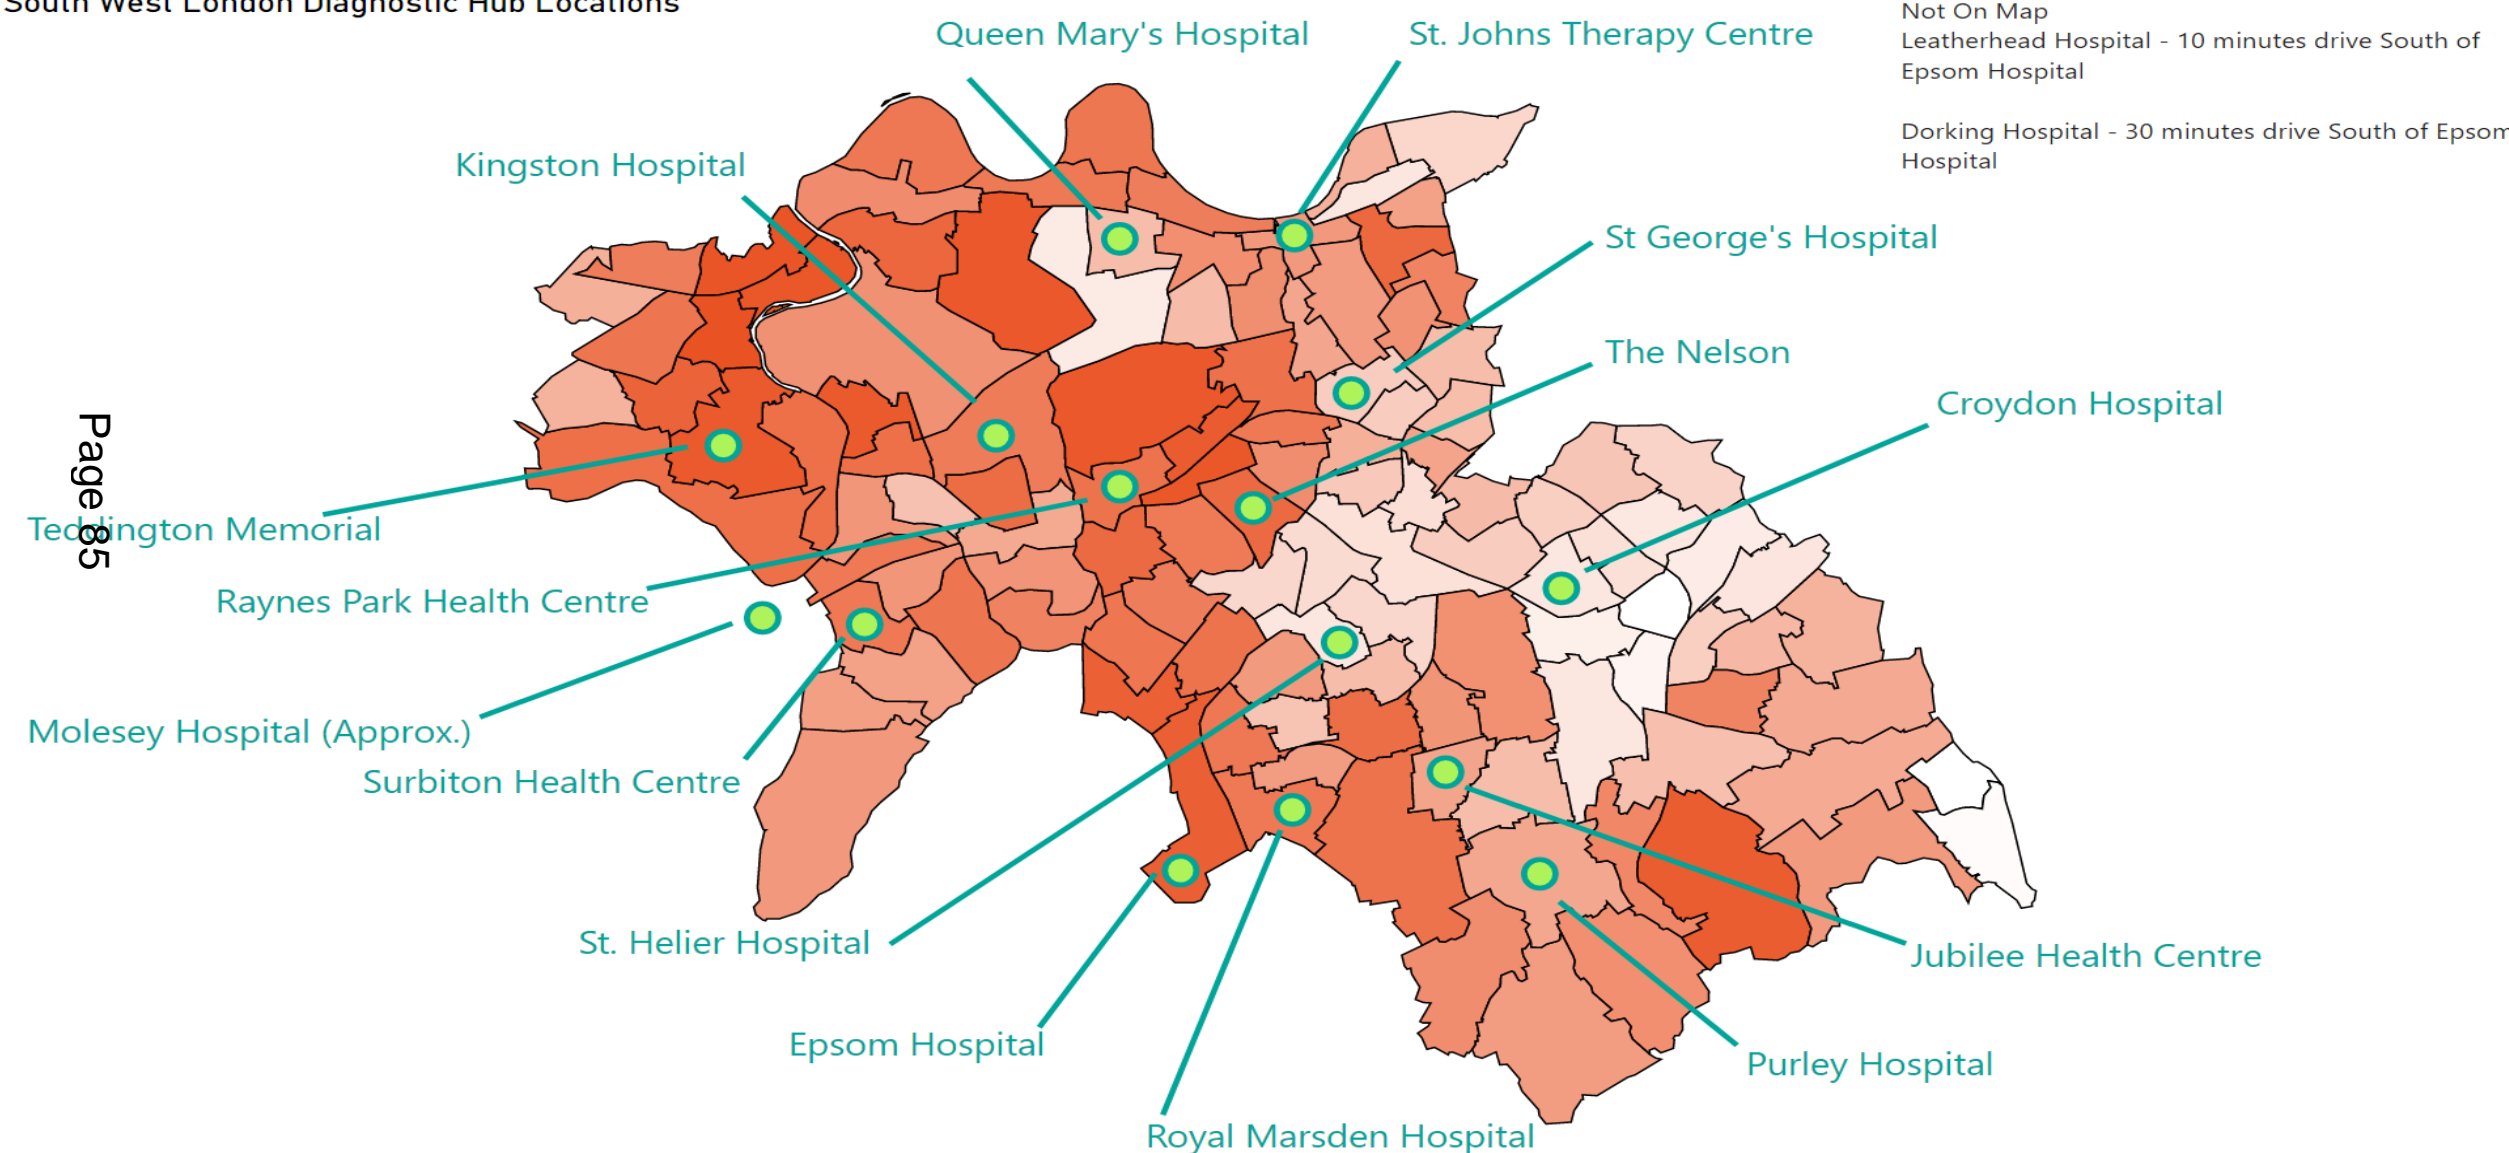 South West London Diagnostic Hub Locations
Not On Map
Leatherhead Hospital - 10 minutes drive South of
Epsom Hospital
Dorking Hospital - 30 minutes drive South of Epsom
Hospital
Queen Mary's Hospital
St. Johns Therapy Centre
Kingston Hospital
St George's Hospital
The Nelson
Croydon Hospital
Page 85
Teddington Memorial
Raynes Park Health Centre
Molesey Hospital (Approx.)
Surbiton Health Centre
St. Helier Hospital
Jubilee Health Centre
Epsom Hospital
Purley Hospital
Royal Marsden Hospital